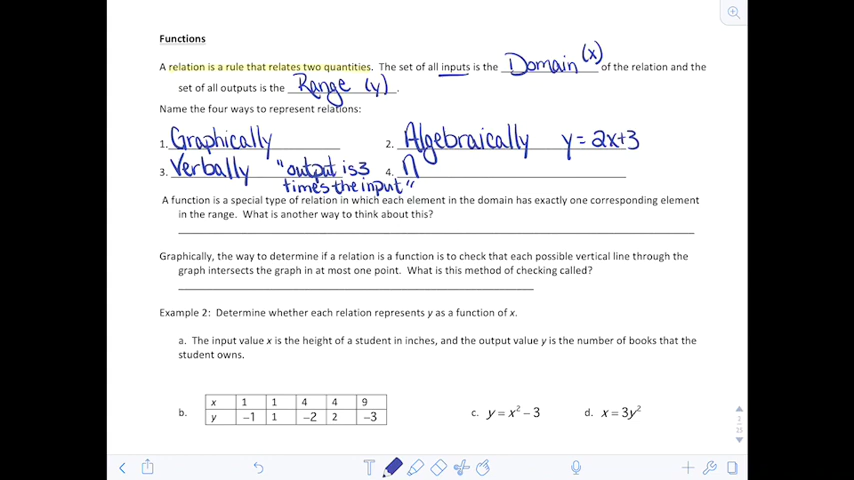 Functions
A relation is a rule that relates two quantities. The set of all inputs is the Domain (x) of the relation and the
set of all outputs is the Range (y).
Name the four ways to represent relations:
1. Graphically 2. Algebraically y = 2x+3
3. Verbally "output is 3 4.
times the input"
A function is a special type of relation in which each element in the domain has exactly one corresponding element
in the range. What is another way to think about this?
Graphically, the way to determine if a relation is a function is to check that each possible vertical line through the
graph intersects the graph in at most one point. What is this method of checking called?
Example 2: Determine whether each relation represents y as a function of x.
a. The input value x is the height of a student in inches, and the output value y is the number of books that the
student owns.
b. x 1 1 4 4 9
y −1 1 −2 2 −3
c. y = x² − 3 d. x = 3y²